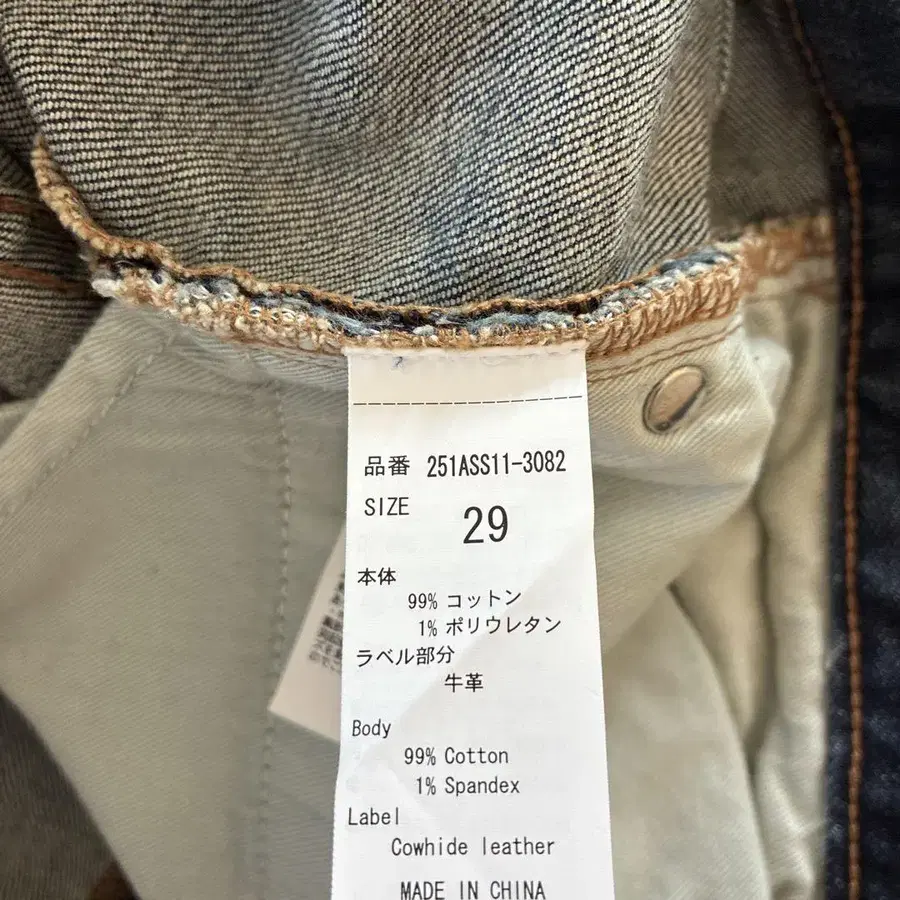 品番 251ASS11-3082
SIZE 29
本体
99% コットン
1% ポリウレタン
ラベル部分
牛革
Body
99% Cotton
1% Spandex
Label
Cowhide leather
MADE IN CHINA